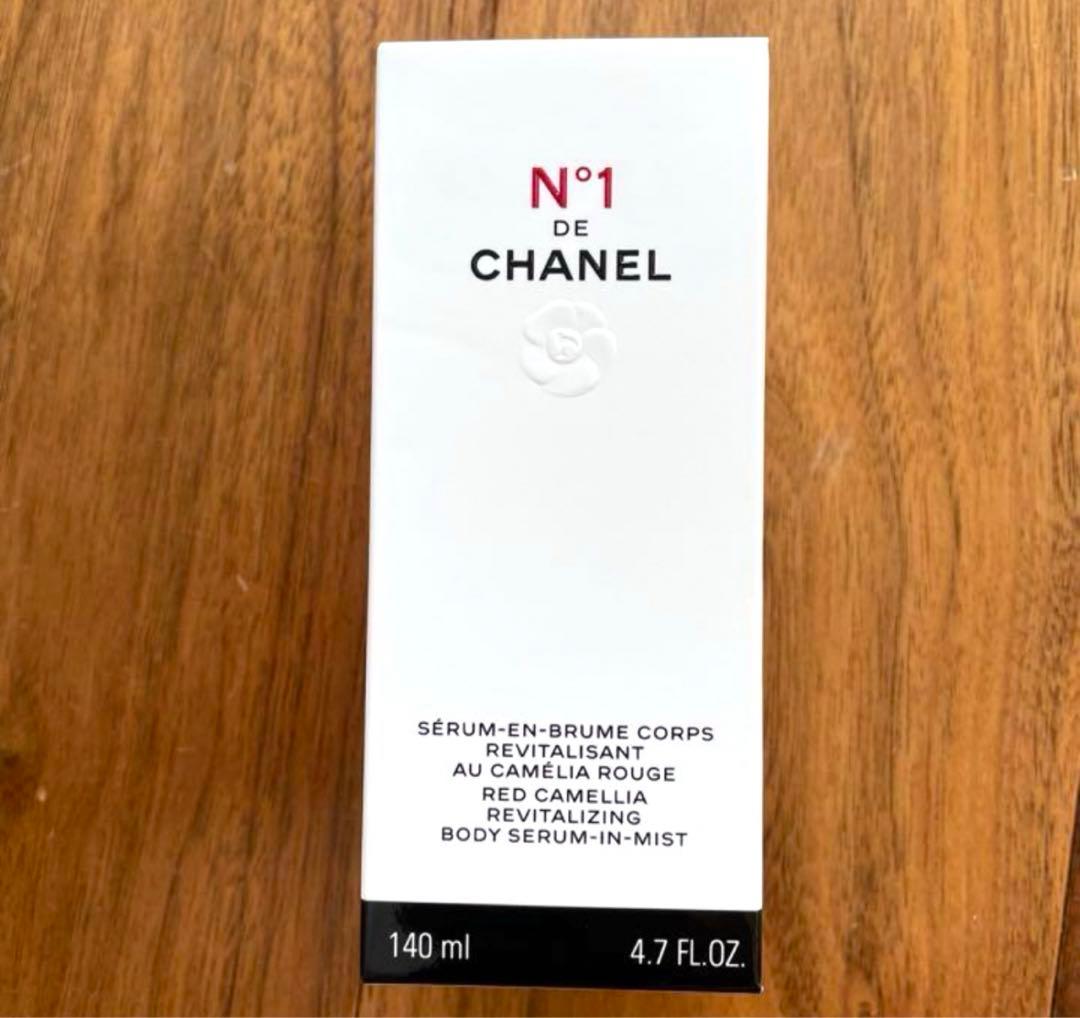 N°1
DE
CHANEL
SÉRUM-EN-BRUME CORPS
REVITALISANT
AU CAMÉLIA ROUGE
RED CAMELLIA
REVITALIZING
BODY SERUM-IN-MIST
140 ml 4.7 FL.OZ.